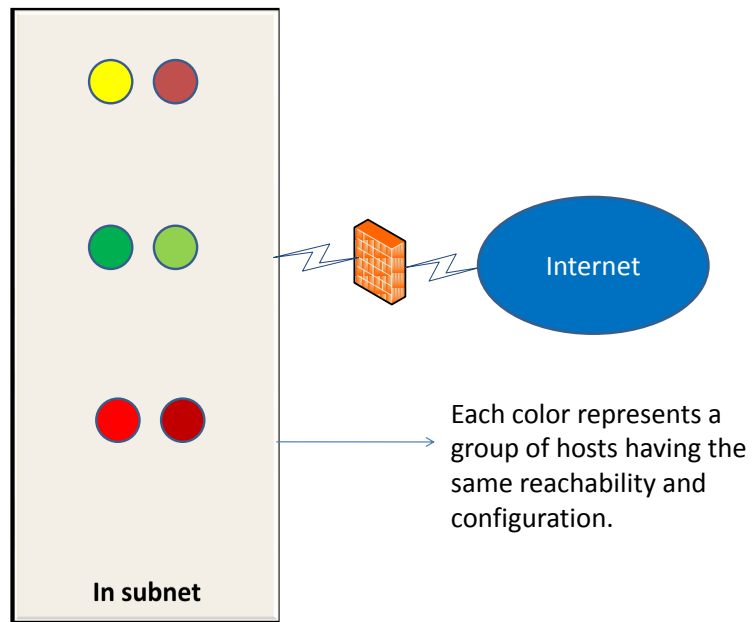 Internet
Each color represents a
group of hosts having the
same reachability and
configuration.
In subnet